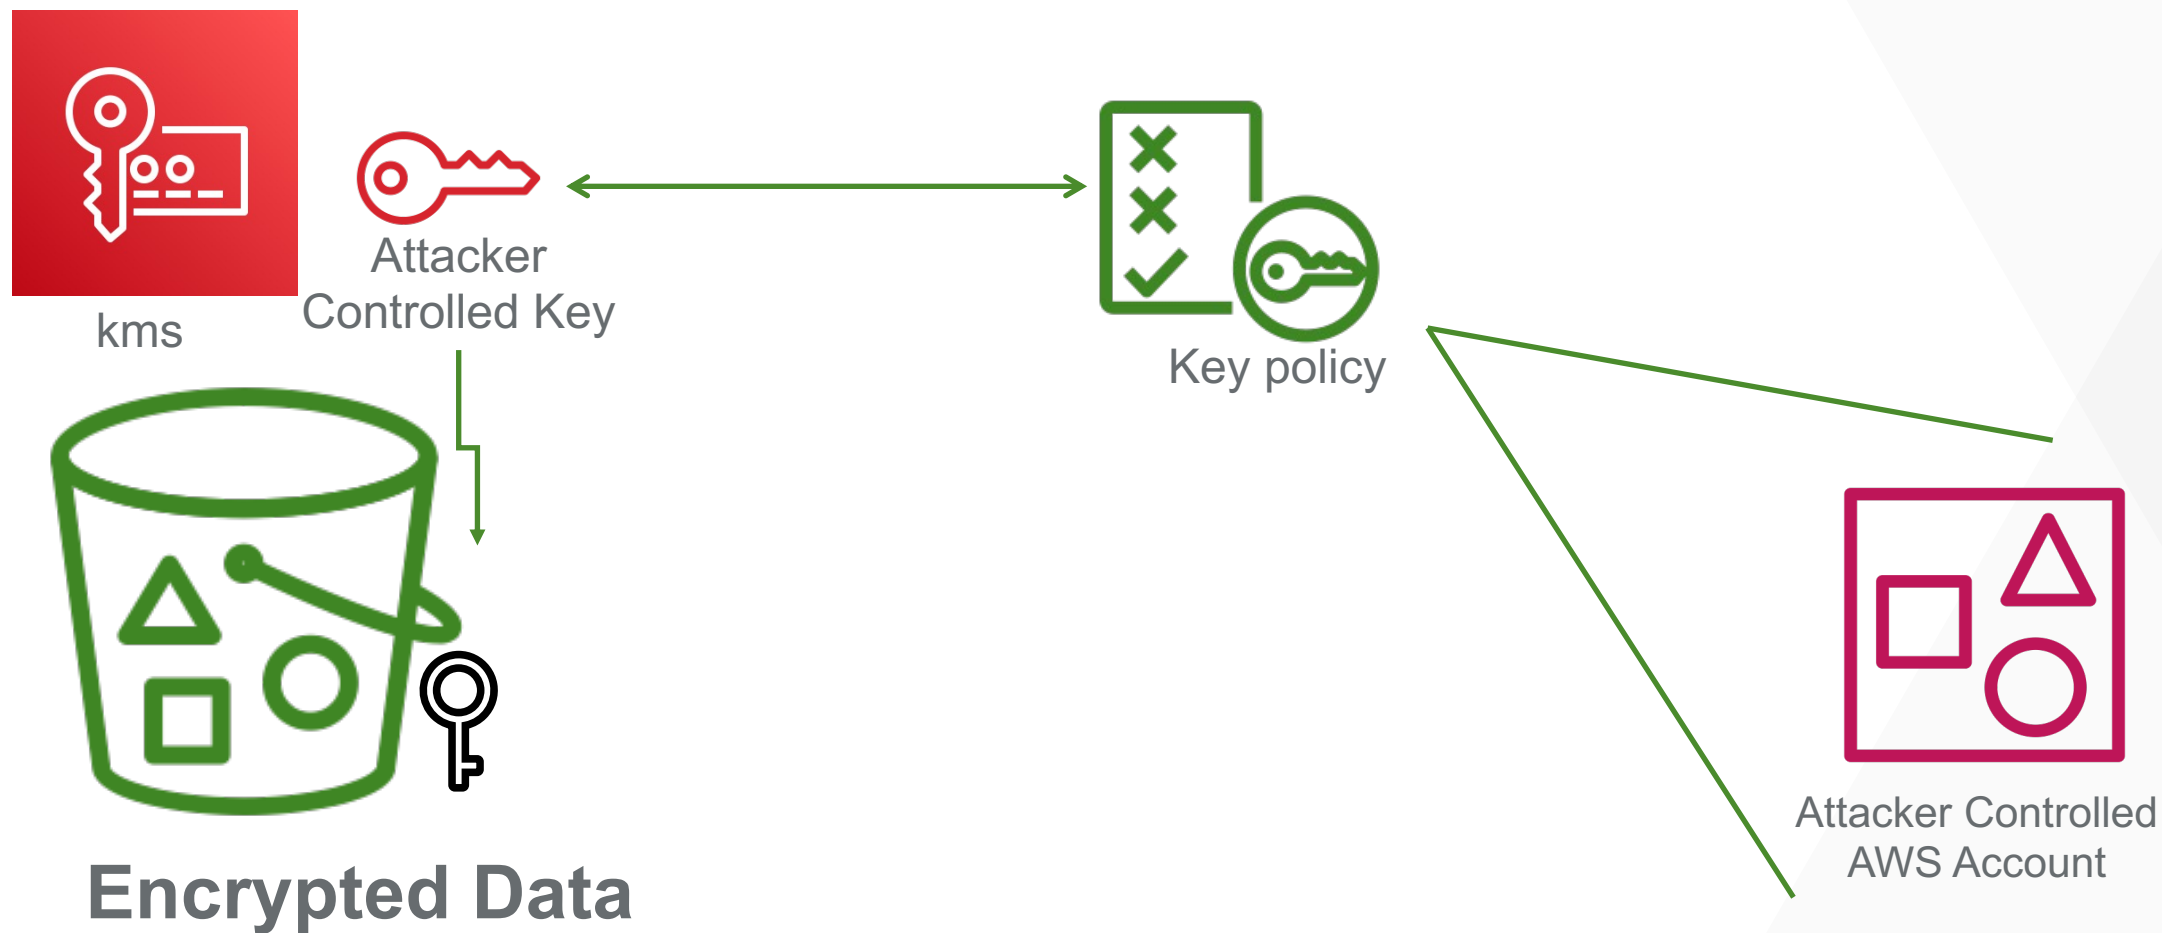 kms
Attacker
Controlled Key
Key policy
Attacker Controlled
AWS Account
Encrypted Data